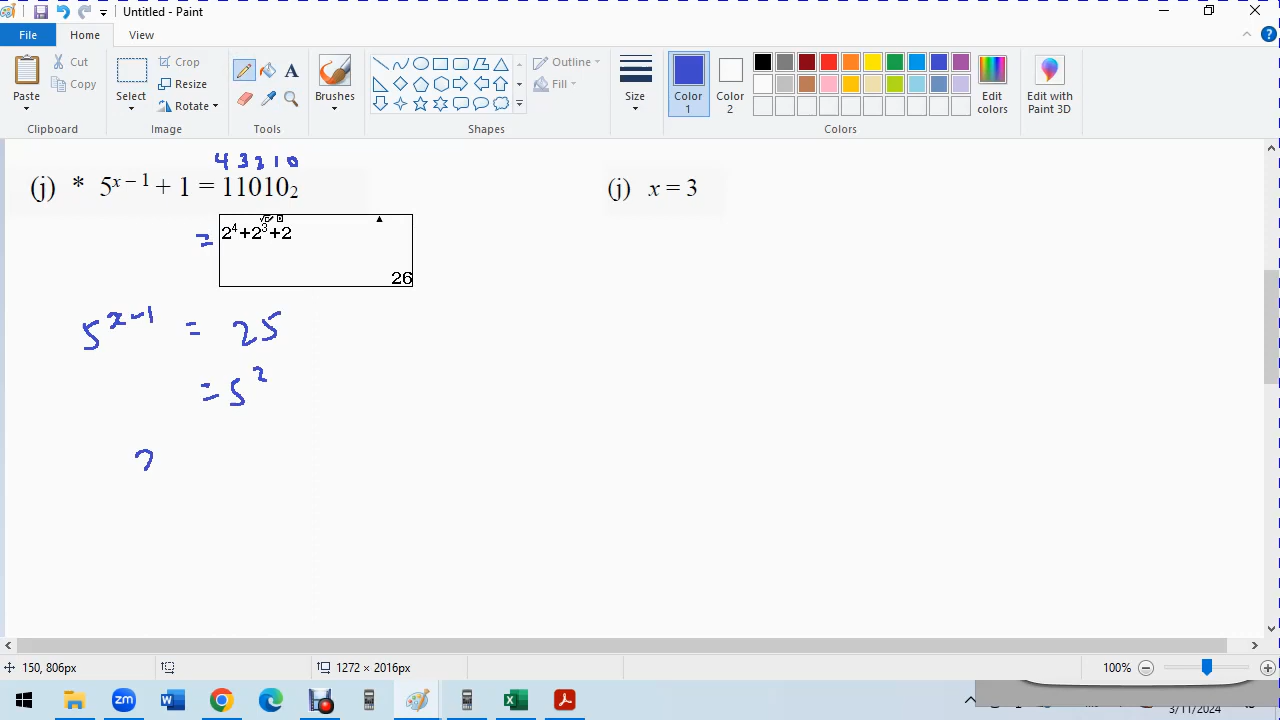 Untitled - Paint
File Home View
Paste Cut Copy Clipboard
Select Crop Resize Rotate Image
Tools
Brushes
Outline Fill Shapes
Size
Color 1 Color 2 Edit colors Colors
Edit with Paint 3D
4 3 2 1 0
(j) * 5^{x – 1} + 1 = 11010₂
(j) x = 3
= 2⁴+2³+2
26
5^{x-1} = 25
= 5²
100%
150, 806px
1272 × 2016px
zm
3/11/2024